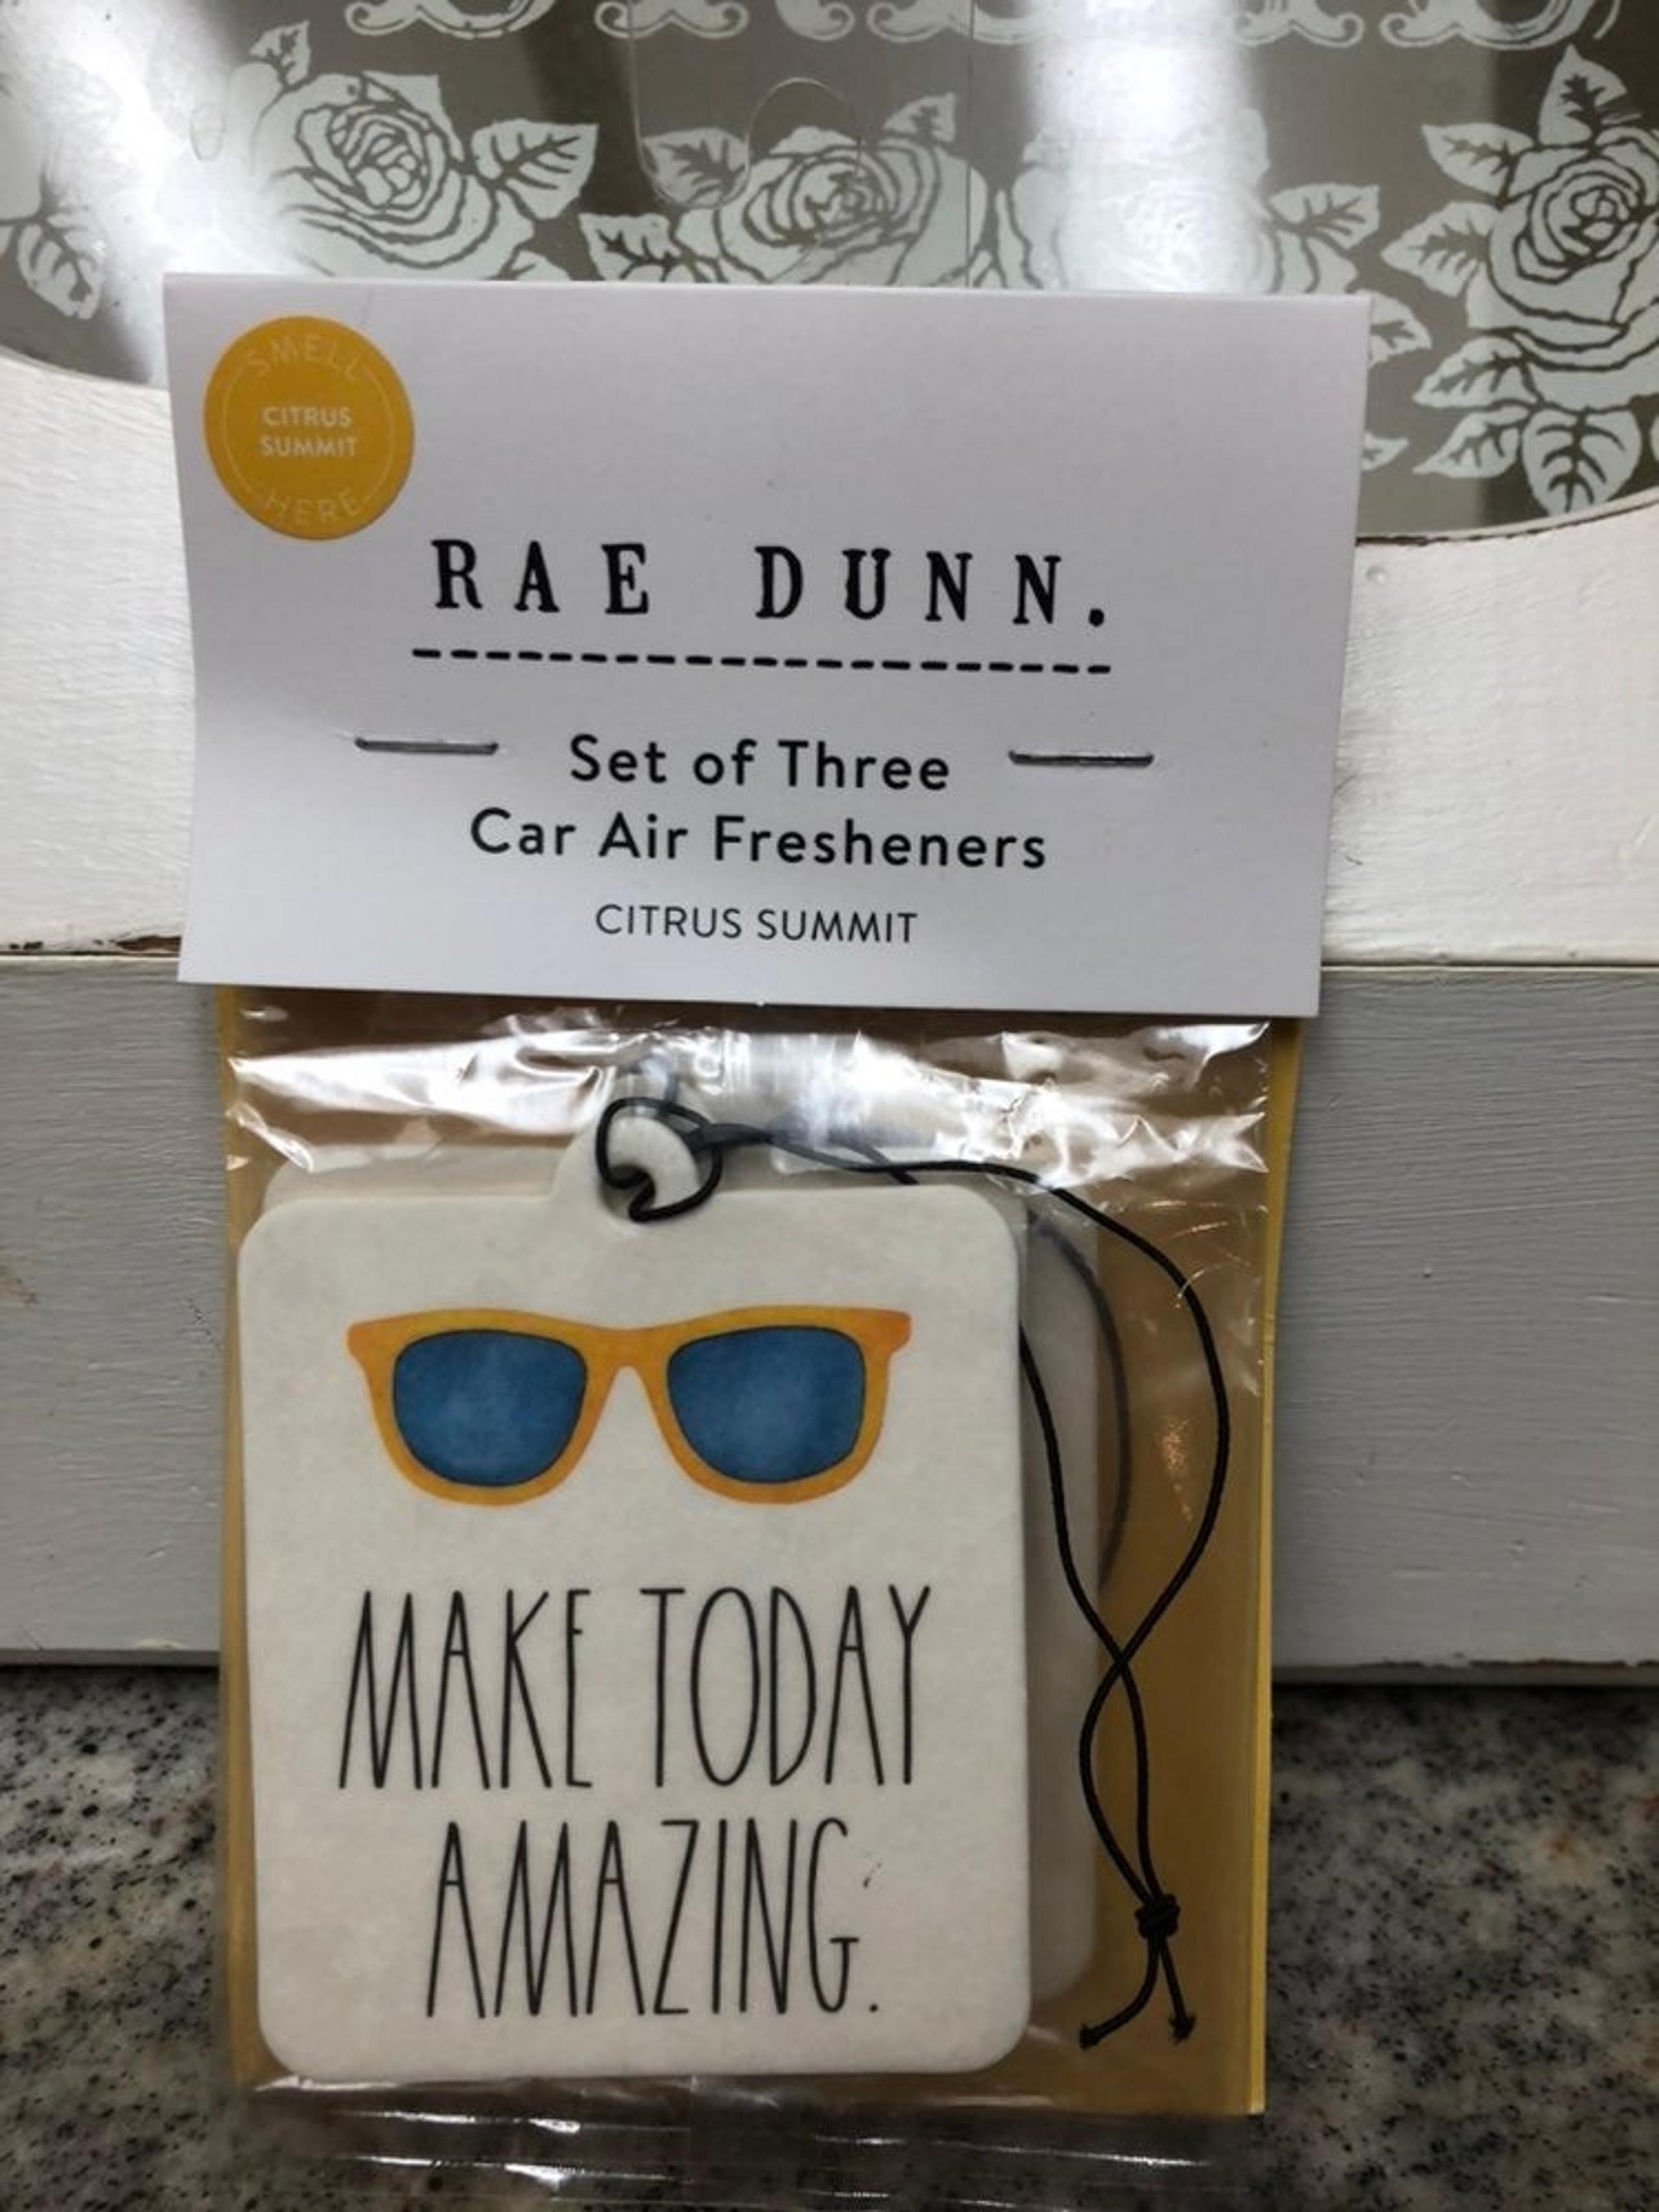 SMELL
CITRUS
SUMMIT
HERE
RAE DUNN.
Set of Three
Car Air Fresheners
CITRUS SUMMIT
MAKE TODAY
AMAZING.